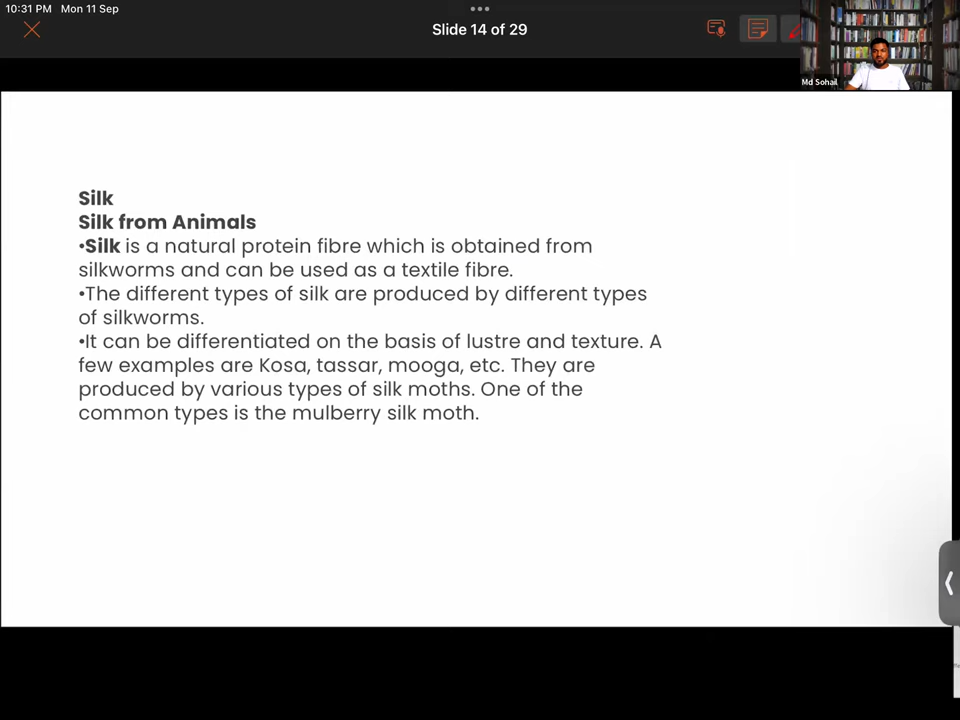 10:31 PM Mon 11 Sep
Slide 14 of 29
Md Sohail
Silk
Silk from Animals
•Silk is a natural protein fibre which is obtained from
silkworms and can be used as a textile fibre.
•The different types of silk are produced by different types
of silkworms.
•It can be differentiated on the basis of lustre and texture. A
few examples are Kosa, tassar, mooga, etc. They are
produced by various types of silk moths. One of the
common types is the mulberry silk moth.